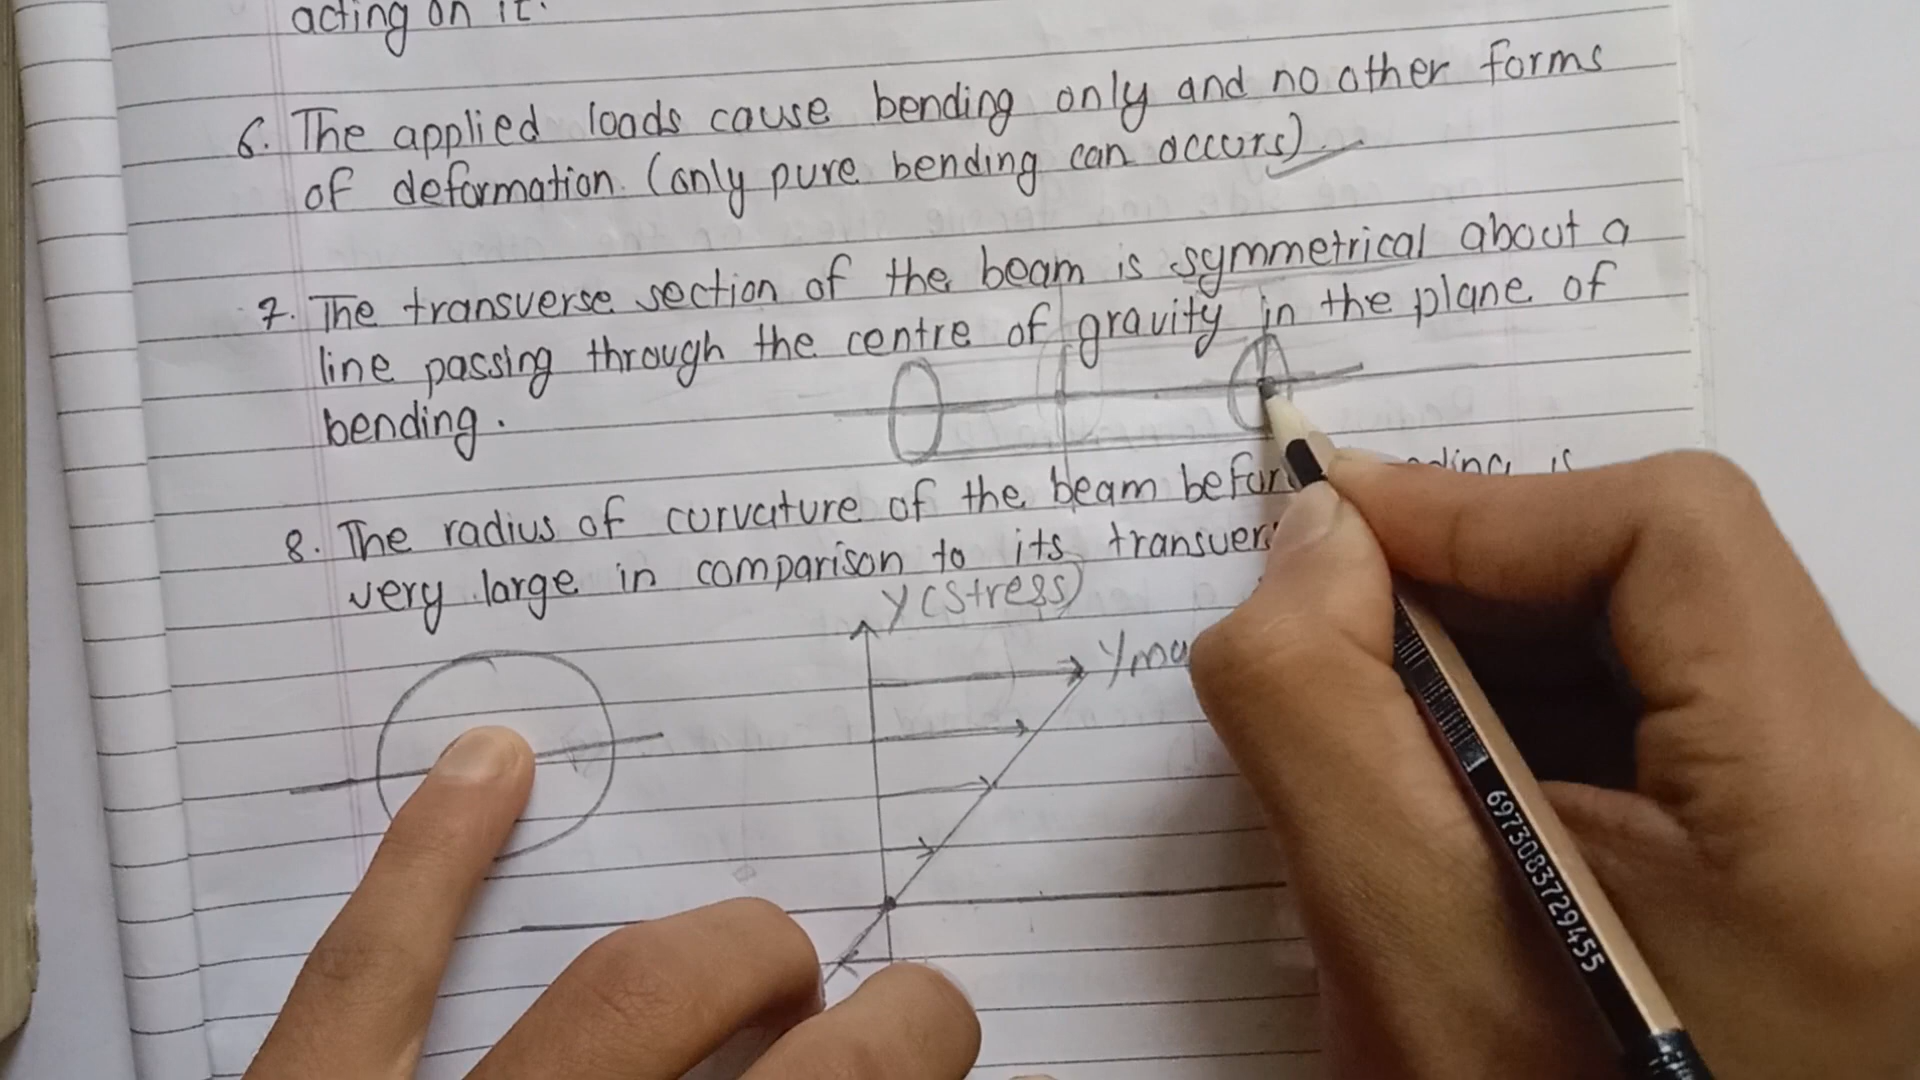 acting on it.
6. The applied loads cause bending only and no other forms
of deformation. (only pure bending can occurs).
7. The transverse section of the beam is symmetrical about a
line passing through the centre of gravity in the plane of
bending.
8. The radius of curvature of the beam before is
very large in comparison to its
y (stress)
6973083729455